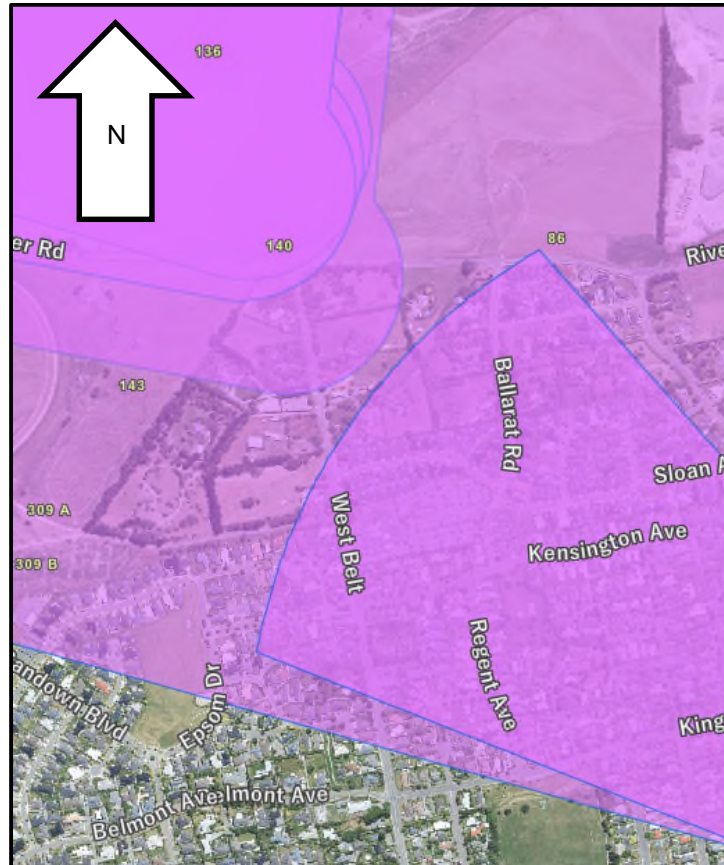 136
N
er Rd
140
86
Rive
143
Ballarat Rd
Sloan A
309 A
West Belt
Kensington Ave
309 B
Regent Ave
andown Blvd
Epsom Dr
King
Belmont Ave
elmont Ave